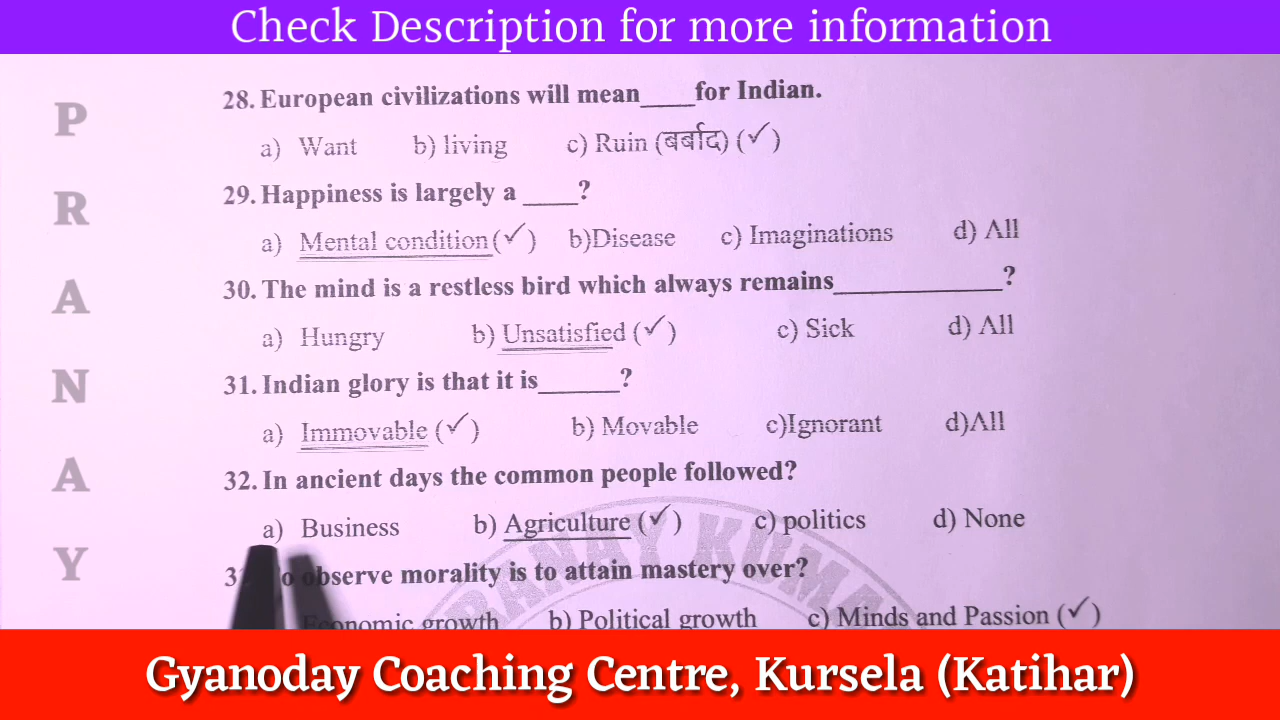 Check Description for more information
P
R
A
N
A
Y
28. European civilizations will mean____for Indian.
a) Want b) living c) Ruin (बर्बाद) (✓)
29. Happiness is largely a ____?
a) Mental condition(✓) b)Disease c) Imaginations d) All
30. The mind is a restless bird which always remains____________?
a) Hungry b) Unsatisfied (✓) c) Sick d) All
31. Indian glory is that it is______?
a) Immovable (✓) b) Movable c)Ignorant d)All
32. In ancient days the common people followed?
a) Business b) Agriculture (✓) c) politics d) None
observe morality is to attain mastery over?
Economic growth b) Political growth c) Minds and Passion (✓)
PRANAY KUMA
Gyanoday Coaching Centre, Kursela (Katihar)